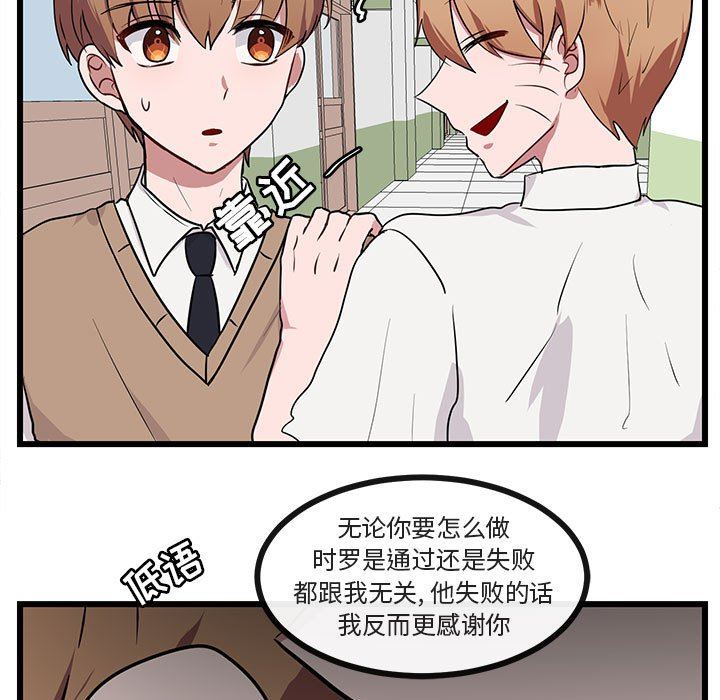 靠近
低语
无论你要怎么做
时罗是通过还是失败
都跟我无关, 他失败的话
我反而更感谢你